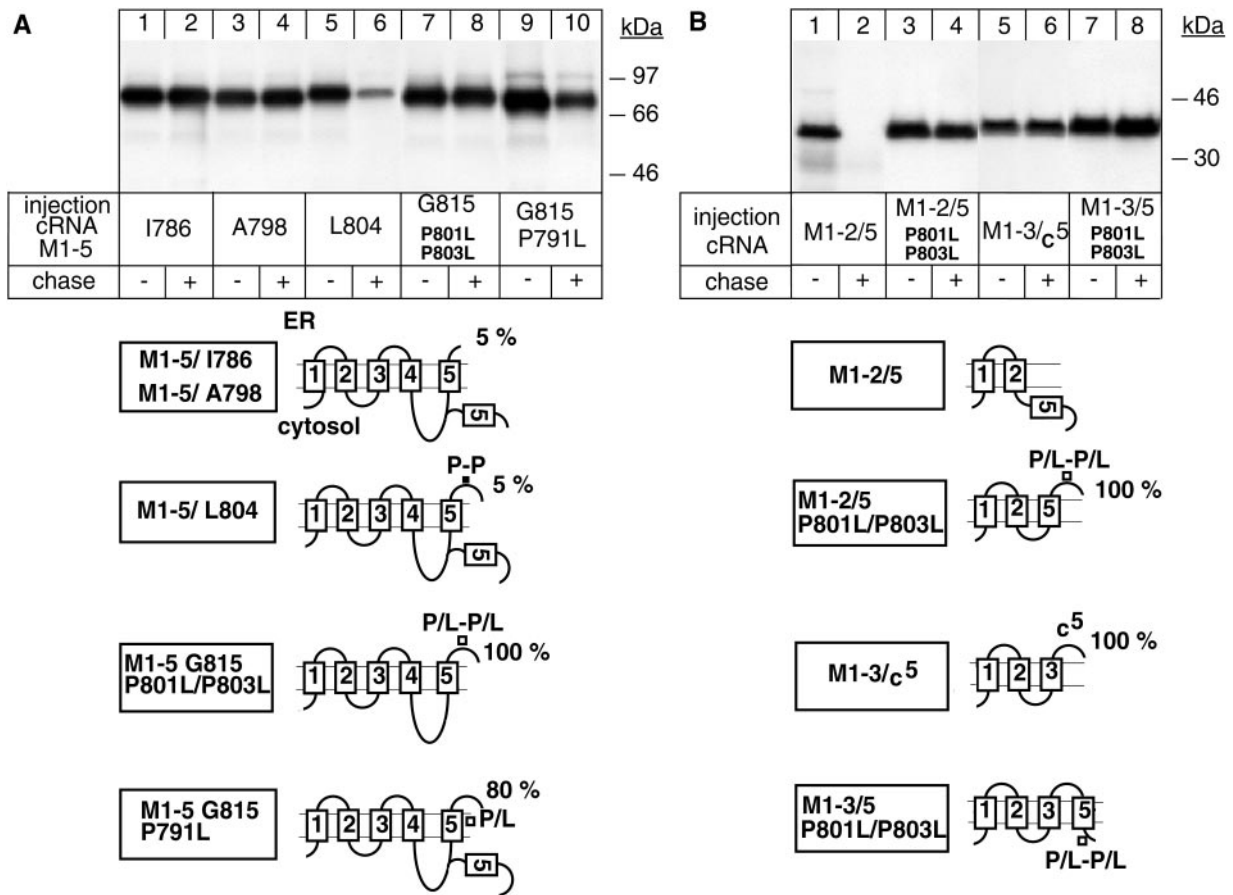 A
1 2 3 4 5 6 7 8 9 10
kDa
97
66
46
injection cRNA M1-5
I786
A798
L804
G815 P801L P803L
G815 P791L
chase
- + - + - + - + - +
ER
M1-5/ I786
M1-5/ A798
1 2 3 4 5
5 %
5
cytosol
M1-5/ L804
P-P
1 2 3 4 5
5 %
5
M1-5 G815
P801L/P803L
P/L-P/L
1 2 3 4 5
100 %
M1-5 G815
P791L
1 2 3 4 5
80 %
P/L
5
B
1 2 3 4 5 6 7 8
kDa
46
30
injection cRNA
M1-2/5
M1-2/5 P801L P803L
M1-3/c5
M1-3/5 P801L P803L
chase
- + - + - + - +
M1-2/5
1 2
5
M1-2/5
P801L/P803L
P/L-P/L
1 2 5
100 %
M1-3/c5
c5
1 2 3
100 %
M1-3/5
P801L/P803L
1 2 3 5
P/L-P/L